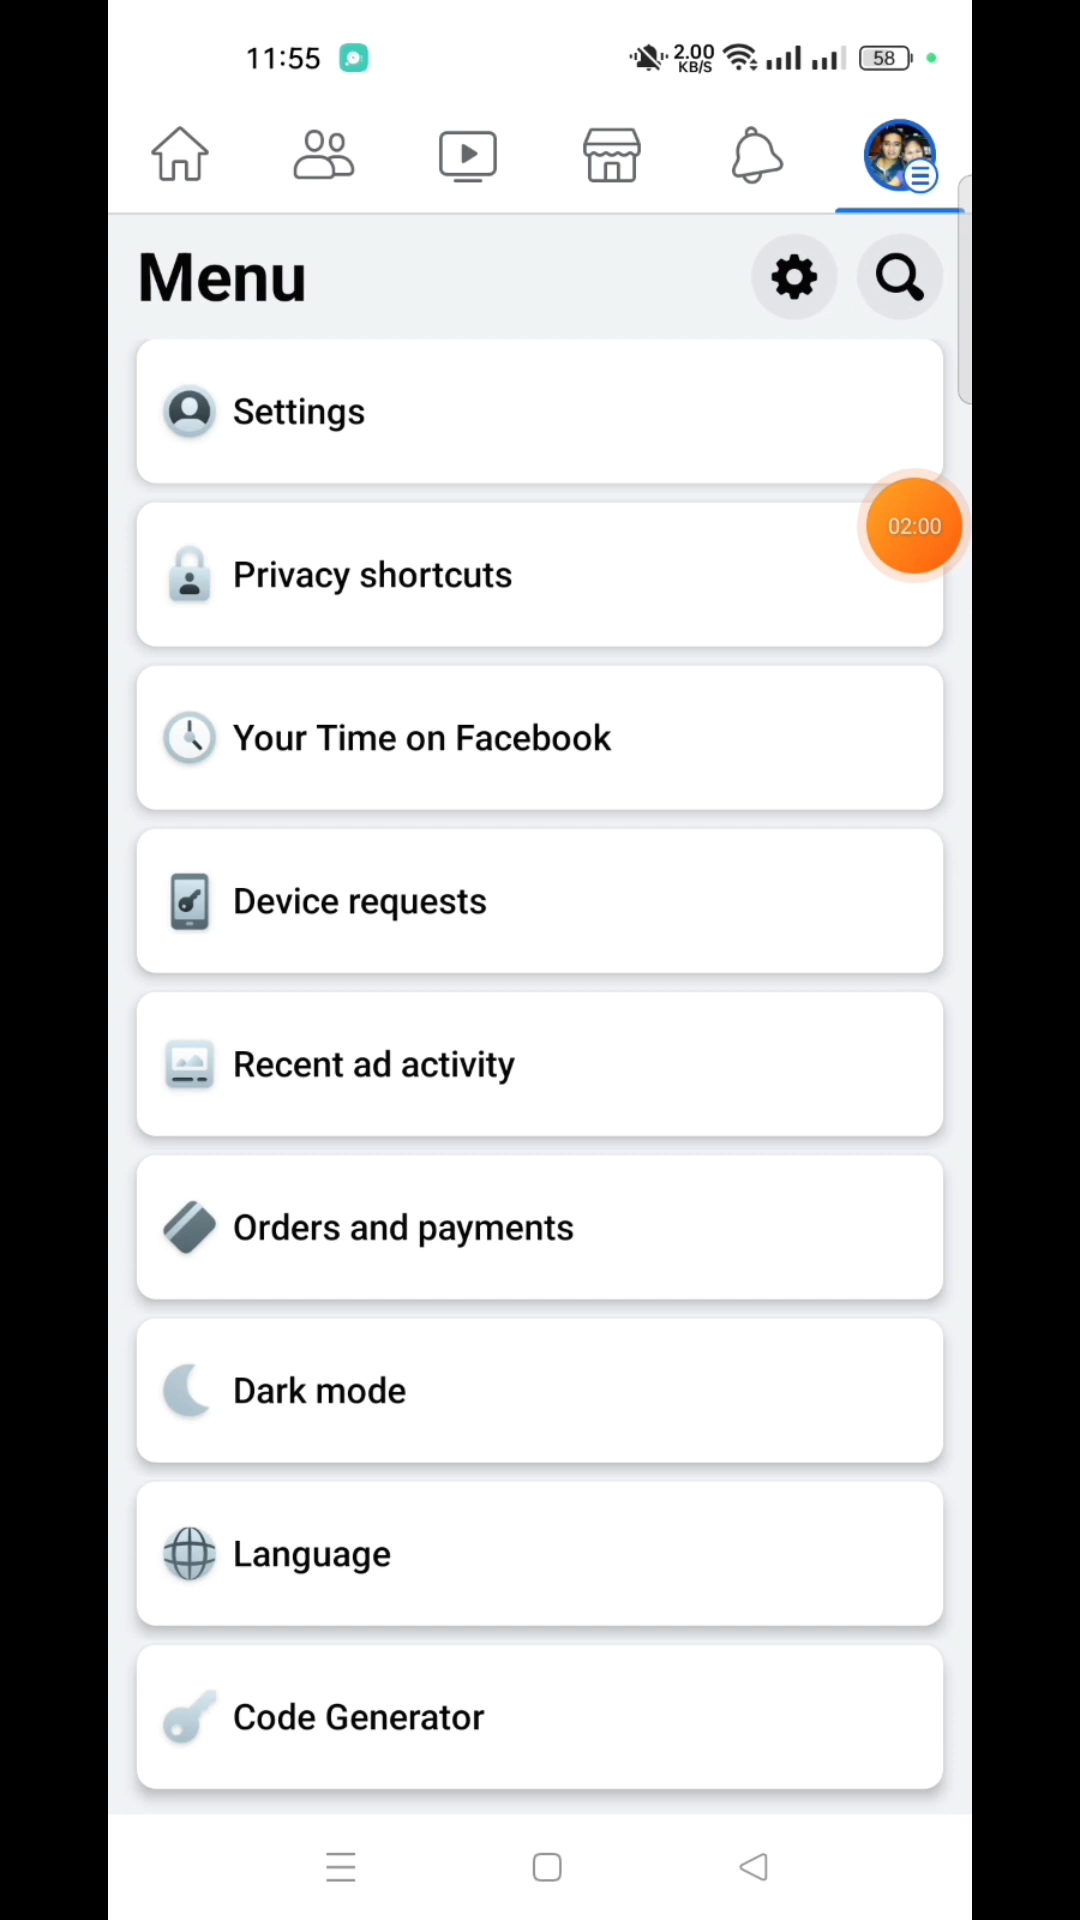 11:55
2.00
KB/S
58
Menu
Settings
02:00
Privacy shortcuts
Your Time on Facebook
Device requests
Recent ad activity
Orders and payments
Dark mode
Language
Code Generator